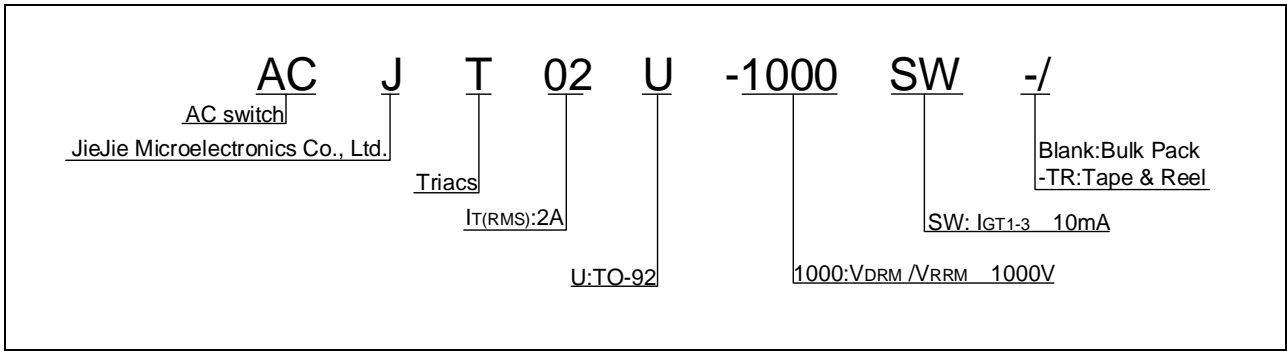 AC J T 02 U -1000 SW -/
AC switch
JieJie Microelectronics Co., Ltd.
Blank:Bulk Pack
-TR:Tape & Reel
Triacs
IT(RMS):2A
SW: IGT1-3 10mA
U:TO-92
1000:VDRM /VRRM 1000V